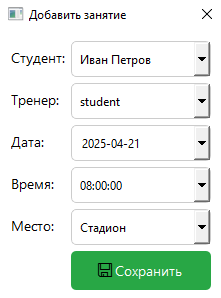 Добавить занятие
Студент: Иван Петров
Тренер: student
Дата: 2025-04-21
Время: 08:00:00
Место: Стадион
Сохранить